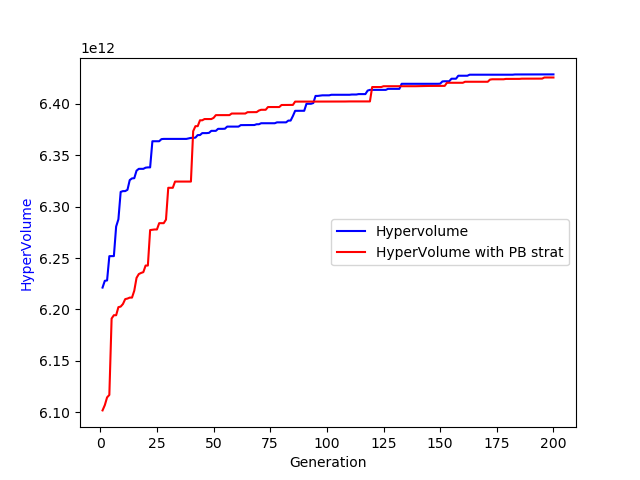 1e12
6.40
6.35
6.30
6.25
6.20
6.15
6.10
HyperVolume
Hypervolume
HyperVolume with PB strat
0 25 50 75 100 125 150 175 200
Generation